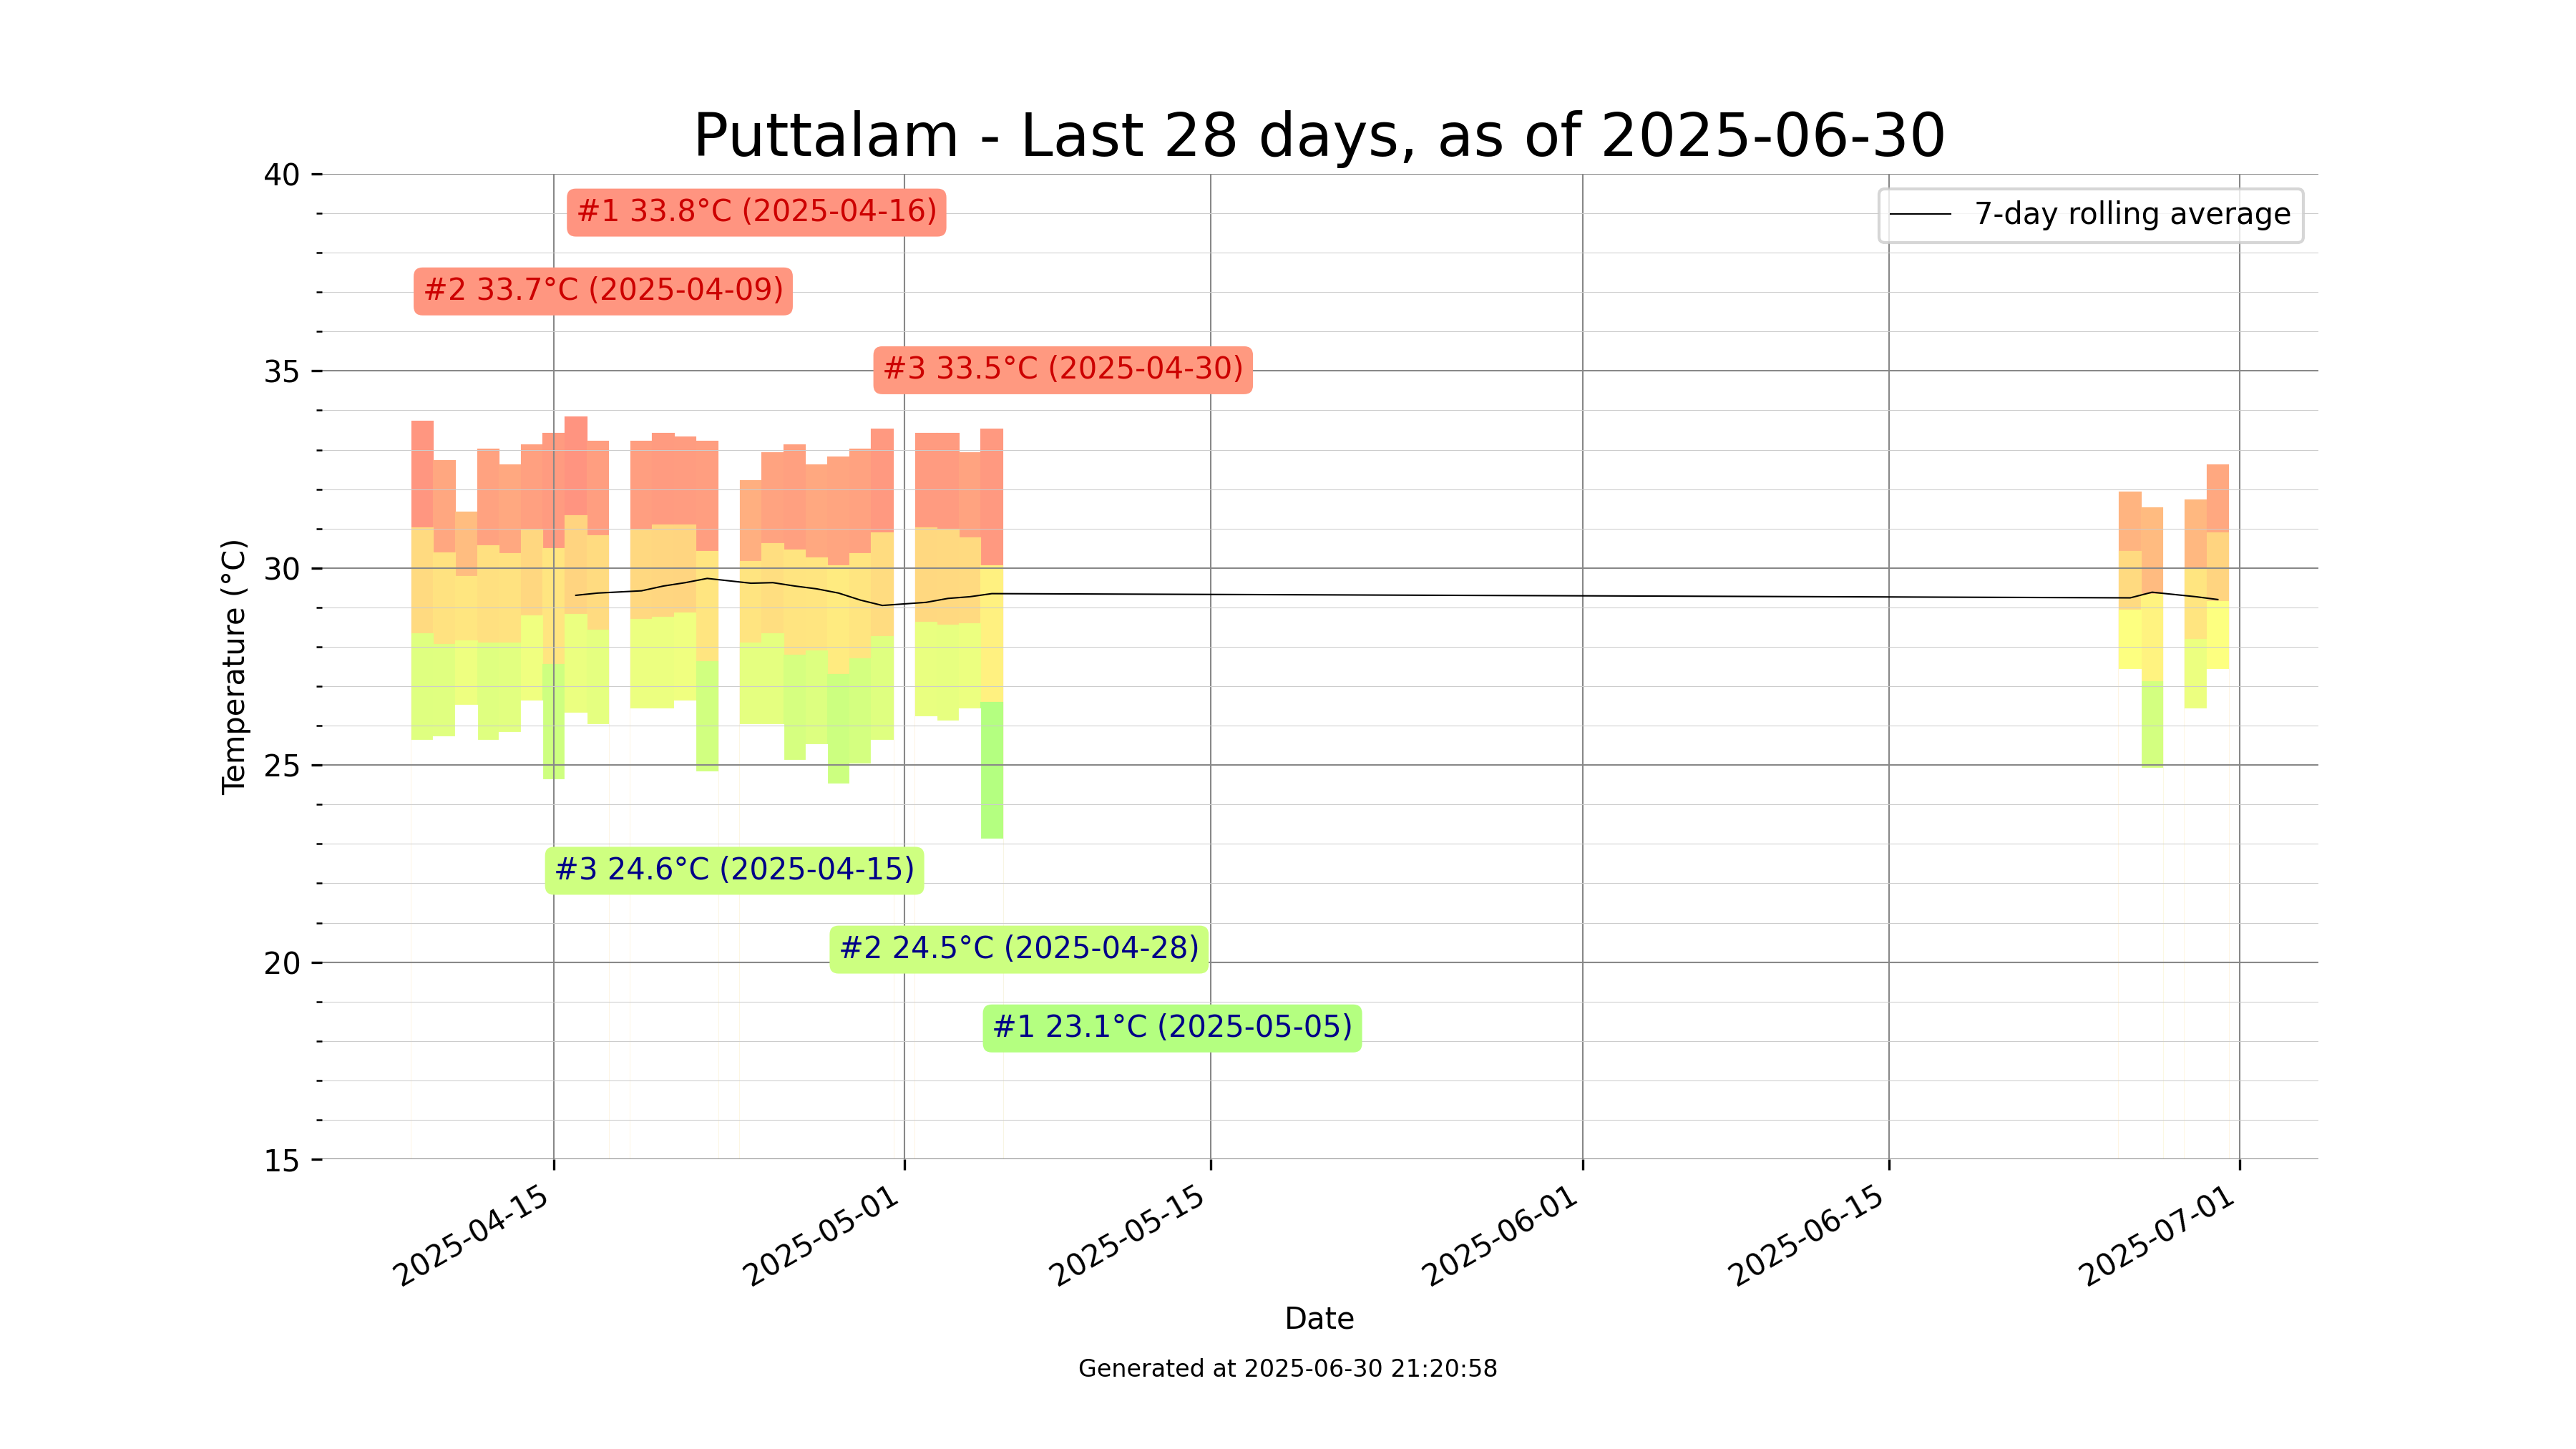 Puttalam - Last 28 days, as of 2025-06-30
40
#1 33.8°C (2025-04-16)
7-day rolling average
#2 33.7°C (2025-04-09)
35
#3 33.5°C (2025-04-30)
30
Temperature (°C)
25
#3 24.6°C (2025-04-15)
#2 24.5°C (2025-04-28)
20
#1 23.1°C (2025-05-05)
15
2025-04-15
2025-05-01
2025-05-15
2025-06-01
2025-06-15
2025-07-01
Date
Generated at 2025-06-30 21:20:58